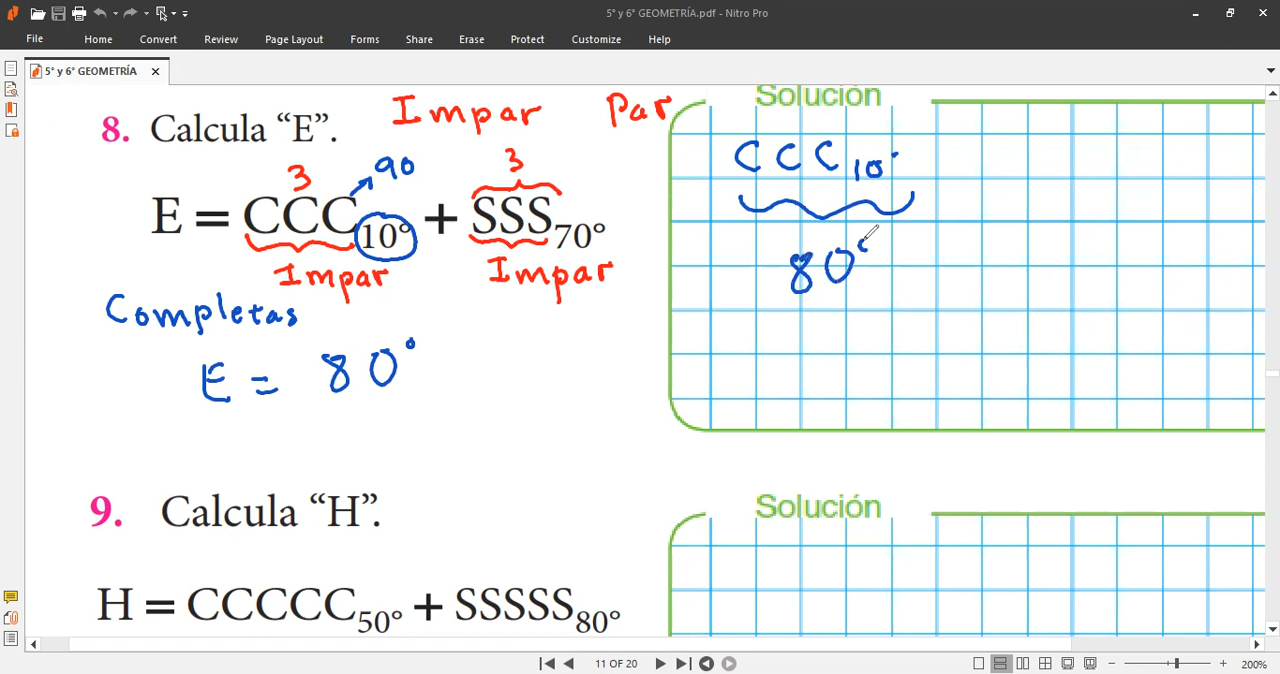 5° y 6° GEOMETRÍA.pdf - Nitro Pro
File Home Convert Review Page Layout Forms Share Erase Protect Customize Help
5° y 6° GEOMETRÍA
Impar Par
8. Calcula “E”.
3 90 3
E = CCC10° + SSS70°
Impar Impar
Completas
E = 80°
Solución
CCC10°
80°
9. Calcula “H”.
H = CCCCC50° + SSSSS80°
Solución
11 OF 20
200%